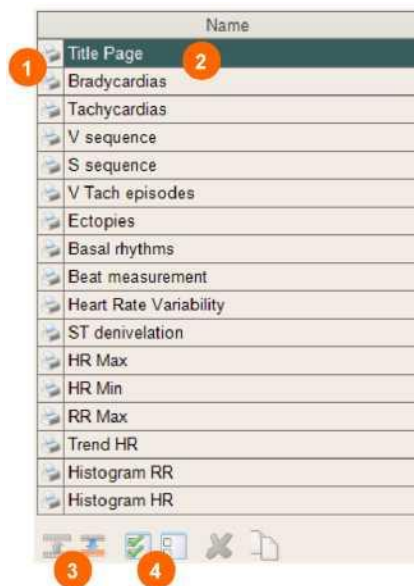 Name
1 Title Page 2
Bradycardias
Tachycardias
V sequence
S sequence
V Tach episodes
Ectopies
Basal rhythms
Beat measurement
Heart Rate Variability
ST denivelation
HR Max
HR Min
RR Max
Trend HR
Histogram RR
Histogram HR
3 4